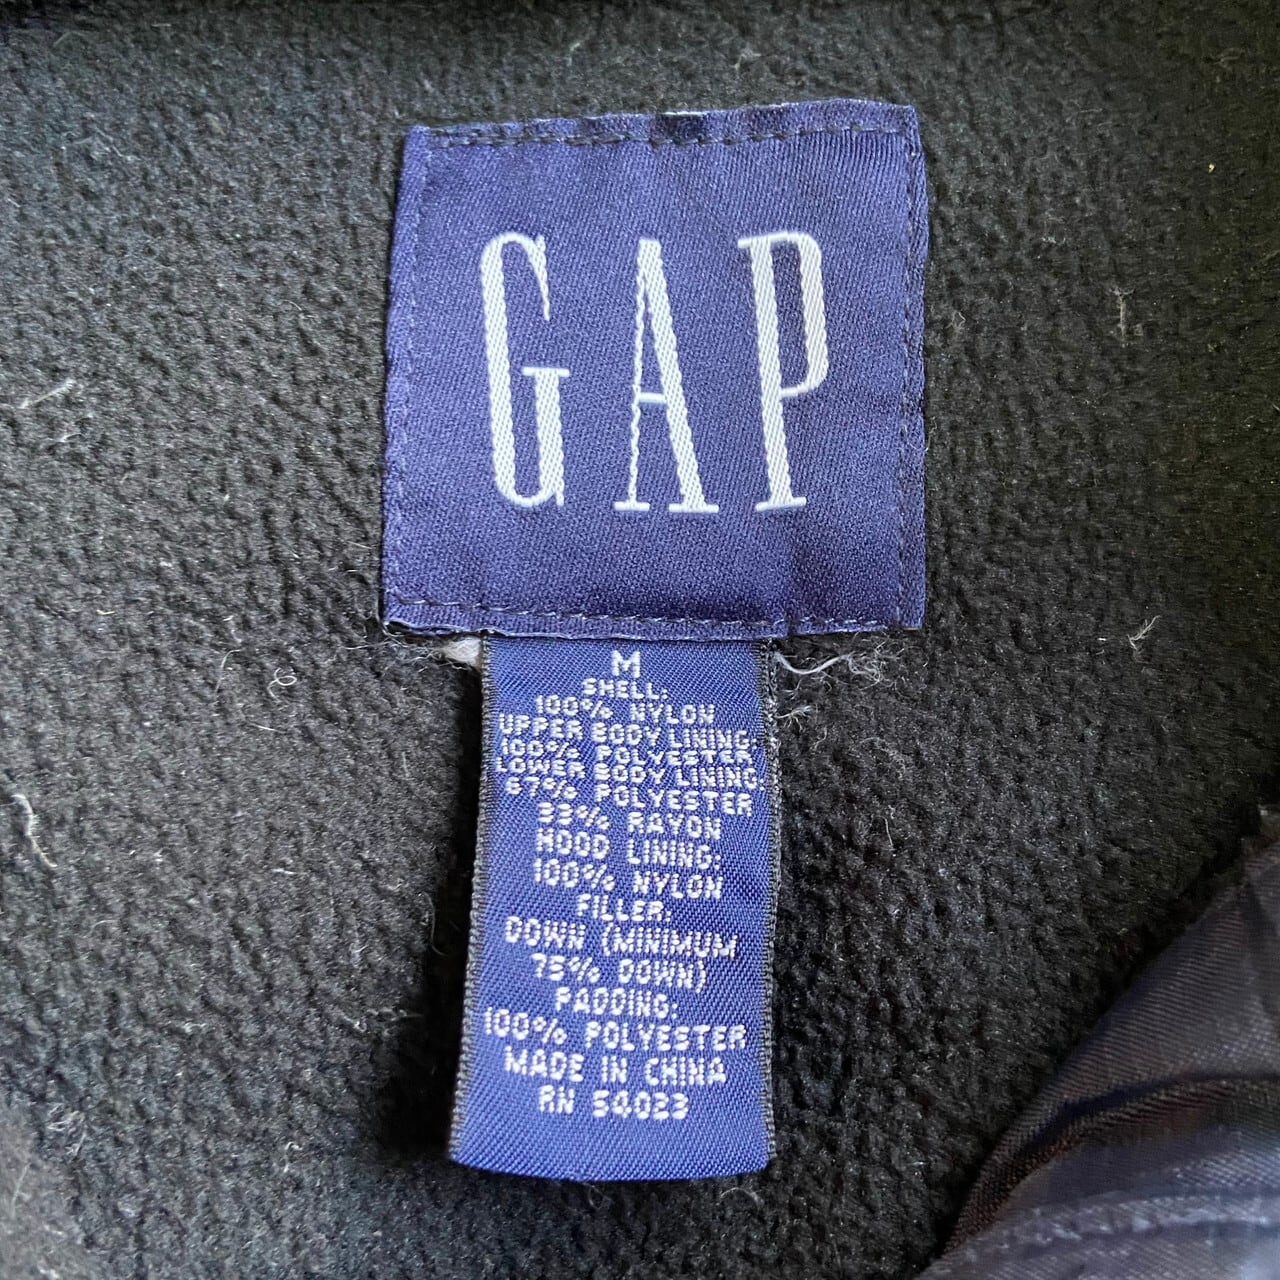 GAP
M
SHELL:
100% NYLON
UPPER BODY LINING:
100% POLYESTER
LOWER BODY LINING:
67% POLYESTER
33% RAYON
HOOD LINING:
100% NYLON
FILLER:
DOWN (MINIMUM
75% DOWN)
PADDING:
100% POLYESTER
MADE IN CHINA
RN 54023